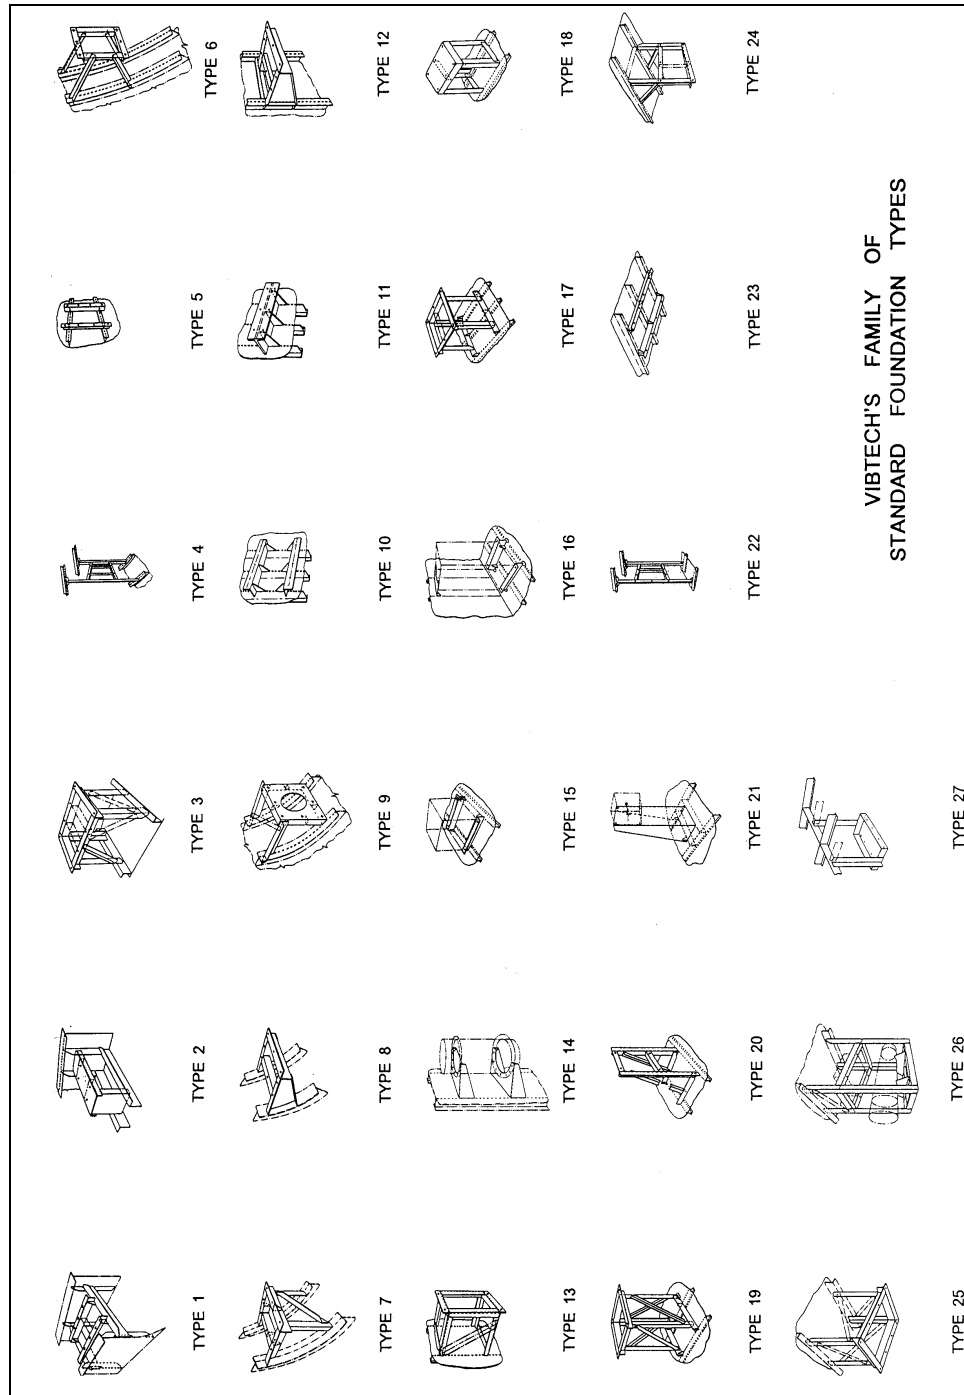 TYPE 1
TYPE 2
TYPE 3
TYPE 4
TYPE 5
TYPE 6
TYPE 7
TYPE 8
TYPE 9
TYPE 10
TYPE 11
TYPE 12
TYPE 13
TYPE 14
TYPE 15
TYPE 16
TYPE 17
TYPE 18
TYPE 19
TYPE 20
TYPE 21
TYPE 22
TYPE 23
TYPE 24
TYPE 25
TYPE 26
TYPE 27
VIBTECH'S FAMILY OF
STANDARD FOUNDATION TYPES